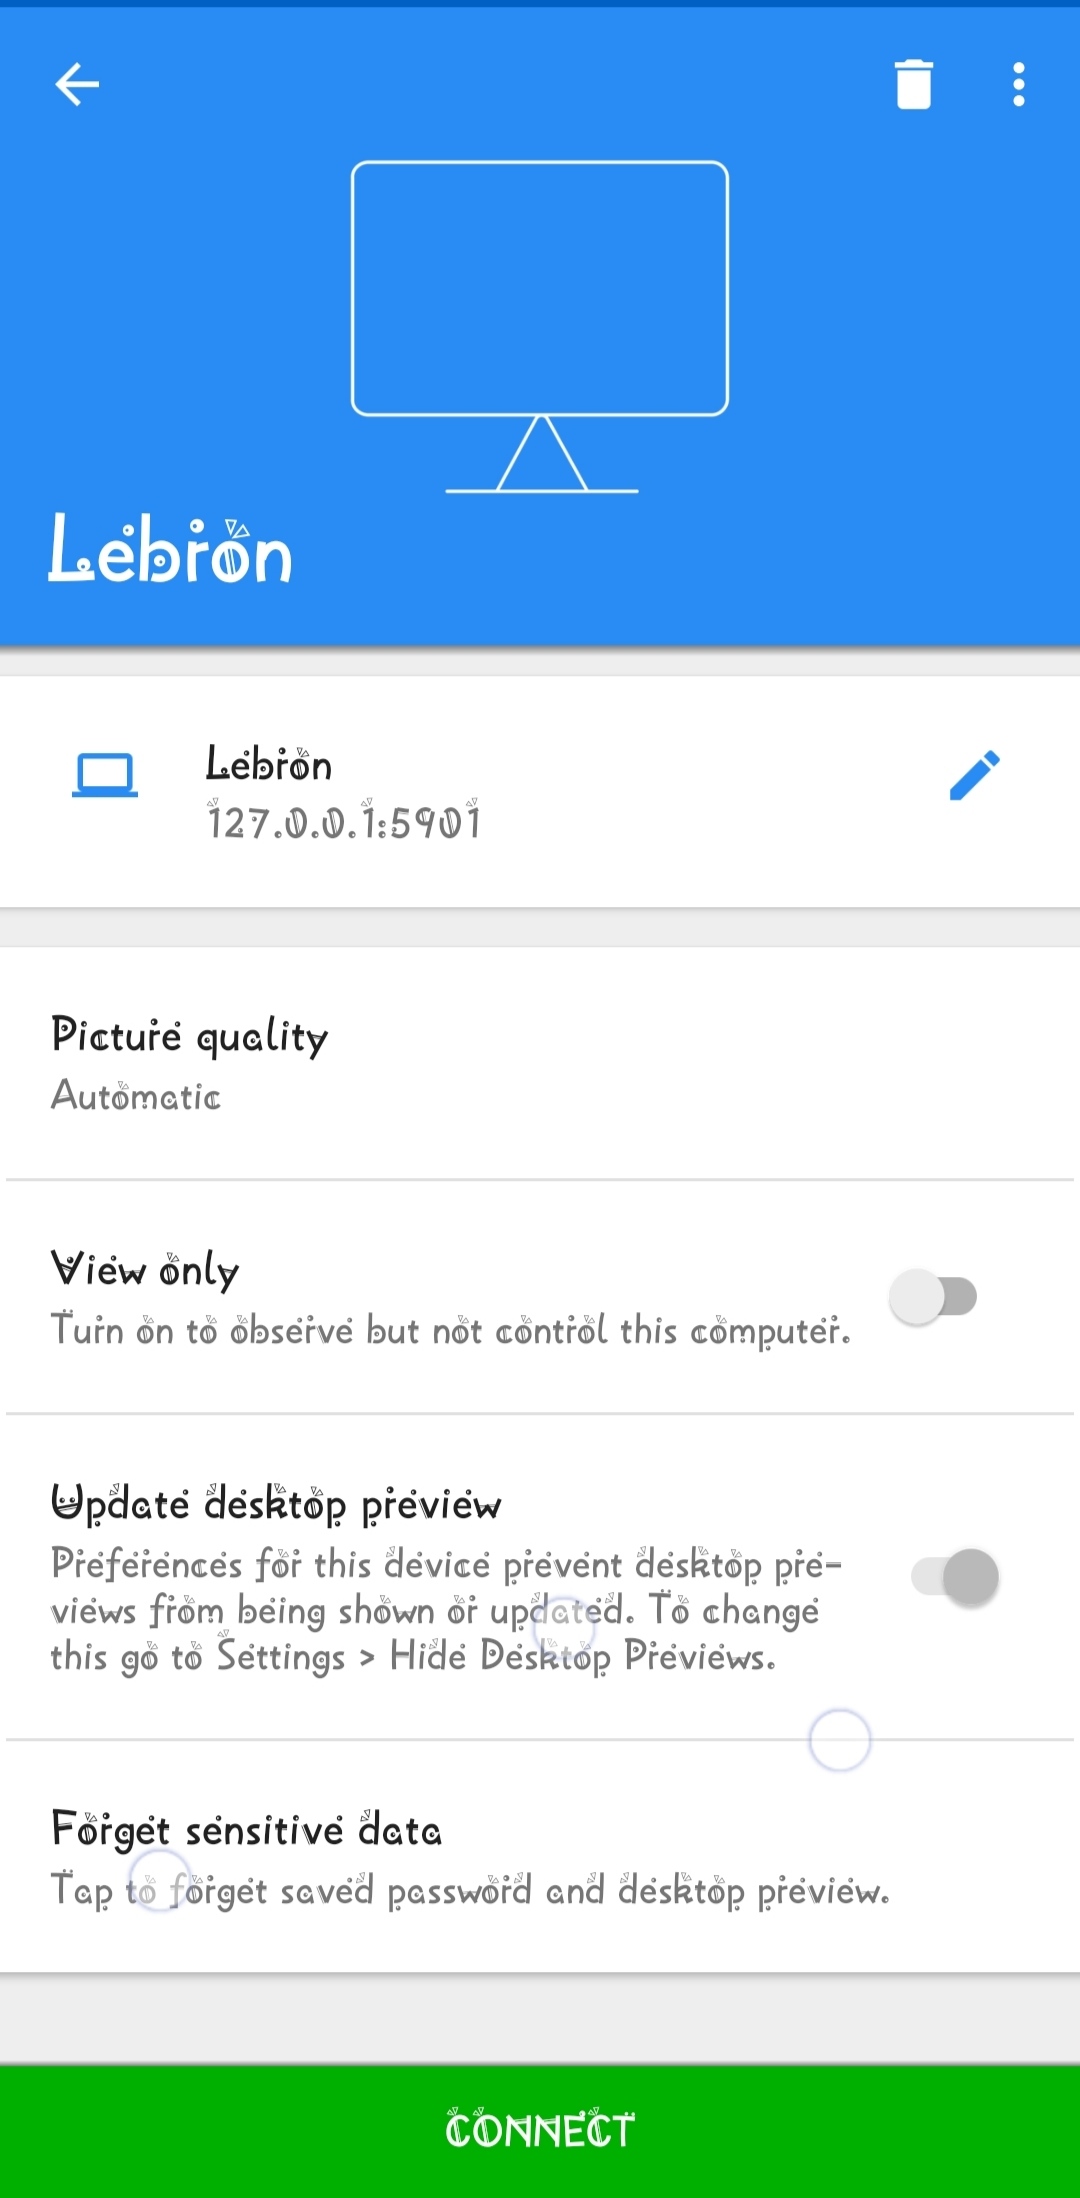 Lebron
Lebron
127.0.0.1:5901
Picture quality
Automatic
View only
Turn on to observe but not control this computer.
Update desktop preview
Preferences for this device prevent desktop pre-
views from being shown or updated. To change
this go to Settings > Hide Desktop Previews.
Forget sensitive data
Tap to forget saved password and desktop preview.
CONNECT